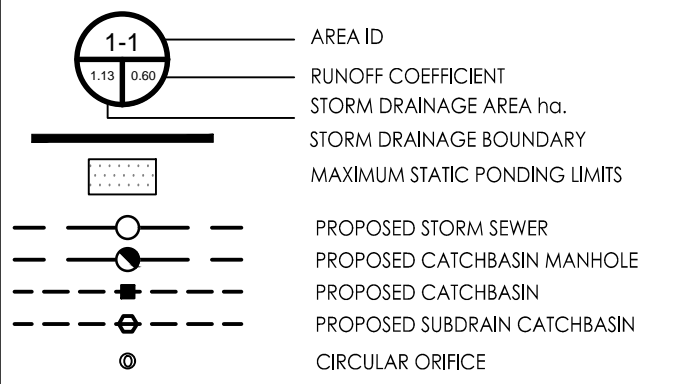 1-1
1.13 0.60
AREA ID
RUNOFF COEFFICIENT
STORM DRAINAGE AREA ha.
STORM DRAINAGE BOUNDARY
MAXIMUM STATIC PONDING LIMITS
PROPOSED STORM SEWER
PROPOSED CATCHBASIN MANHOLE
PROPOSED CATCHBASIN
PROPOSED SUBDRAIN CATCHBASIN
CIRCULAR ORIFICE